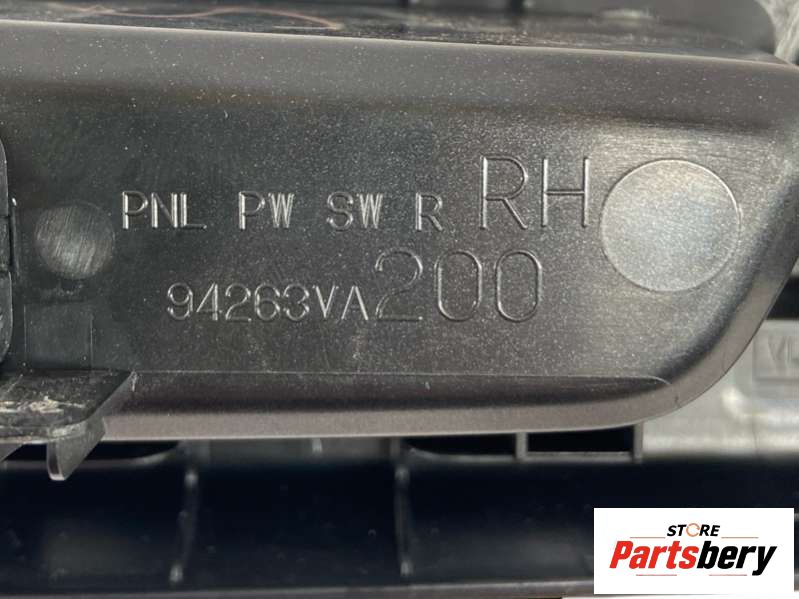 PNL PW SW R RH
94263VA200
STORE
Partsbery